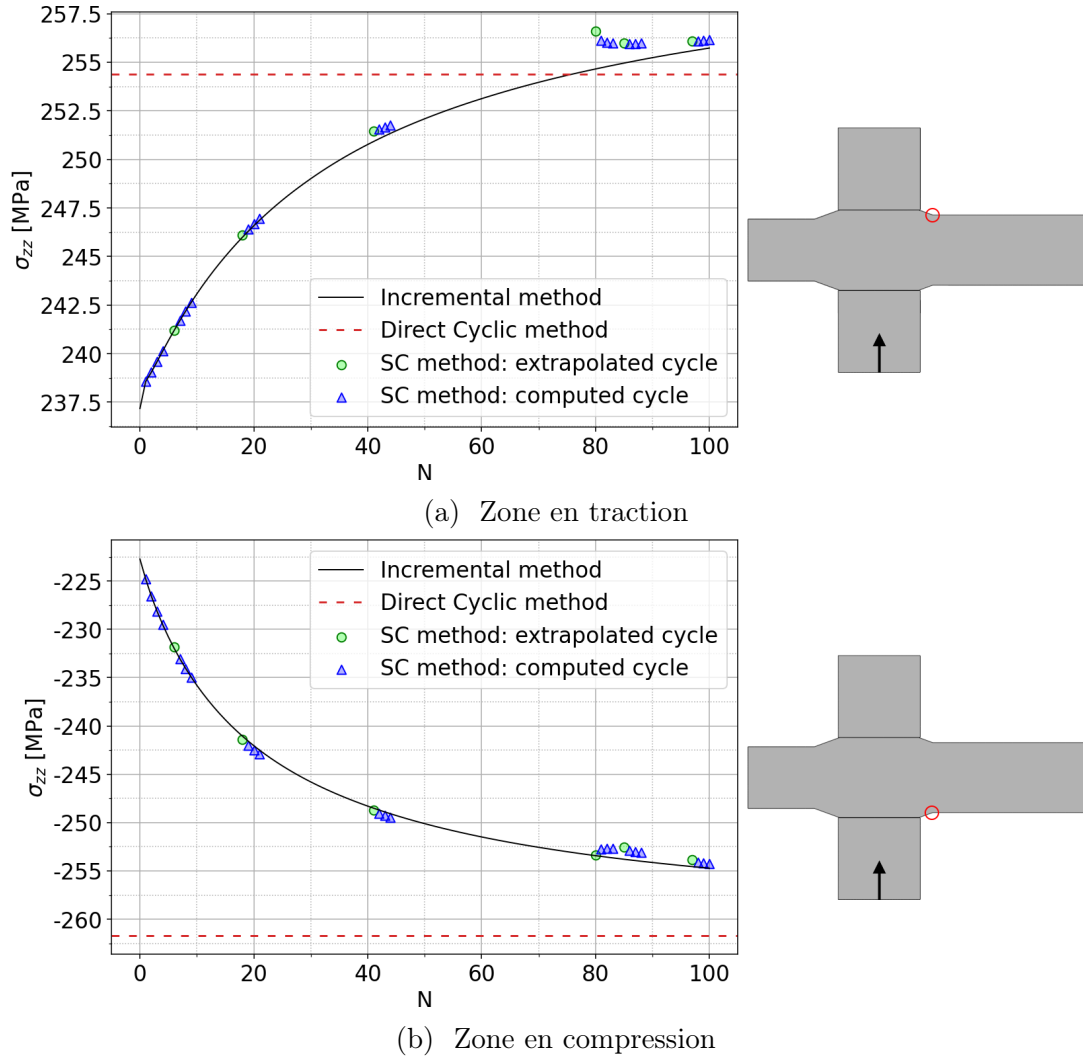 257.5
255
252.5
250
247.5
245
242.5
240
237.5
σzz [MPa]
Incremental method
Direct Cyclic method
SC method: extrapolated cycle
SC method: computed cycle
0 20 40 60 80 100
N
(a) Zone en traction
-225
-230
-235
-240
-245
-250
-255
-260
σzz [MPa]
Incremental method
Direct Cyclic method
SC method: extrapolated cycle
SC method: computed cycle
0 20 40 60 80 100
N
(b) Zone en compression